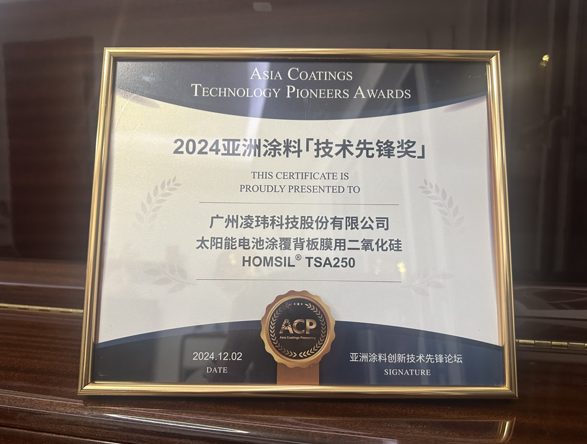 ASIA COATINGS
TECHNOLOGY PIONEERS AWARDS
2024亚洲涂料「技术先锋奖」
THIS CERTIFICATE IS
PROUDLY PRESENTED TO
广州凌玮科技股份有限公司
太阳能电池涂覆背板膜用二氧化硅
HOMSIL® TSA250
ACP
Asia Coatings Pioneers
2024.12.02
DATE
亚洲涂料创新技术先锋论坛
SIGNATURE